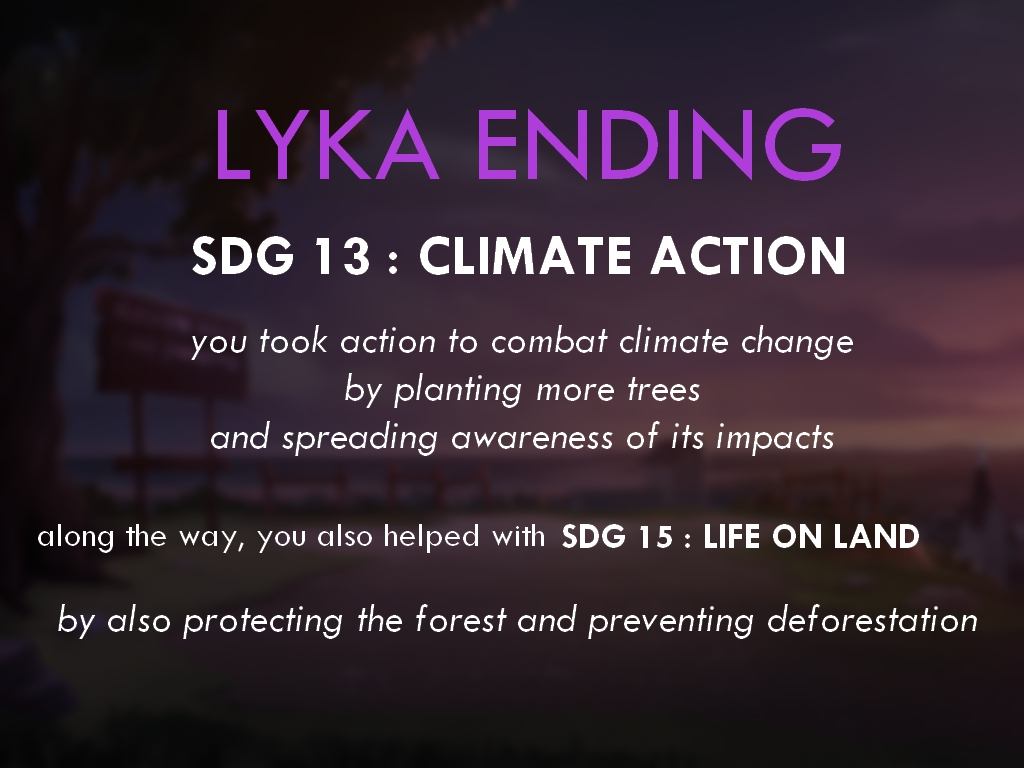 LYKA ENDING
SDG 13 : CLIMATE ACTION
you took action to combat climate change
by planting more trees
and spreading awareness of its impacts
along the way, you also helped with SDG 15 : LIFE ON LAND
by also protecting the forest and preventing deforestation